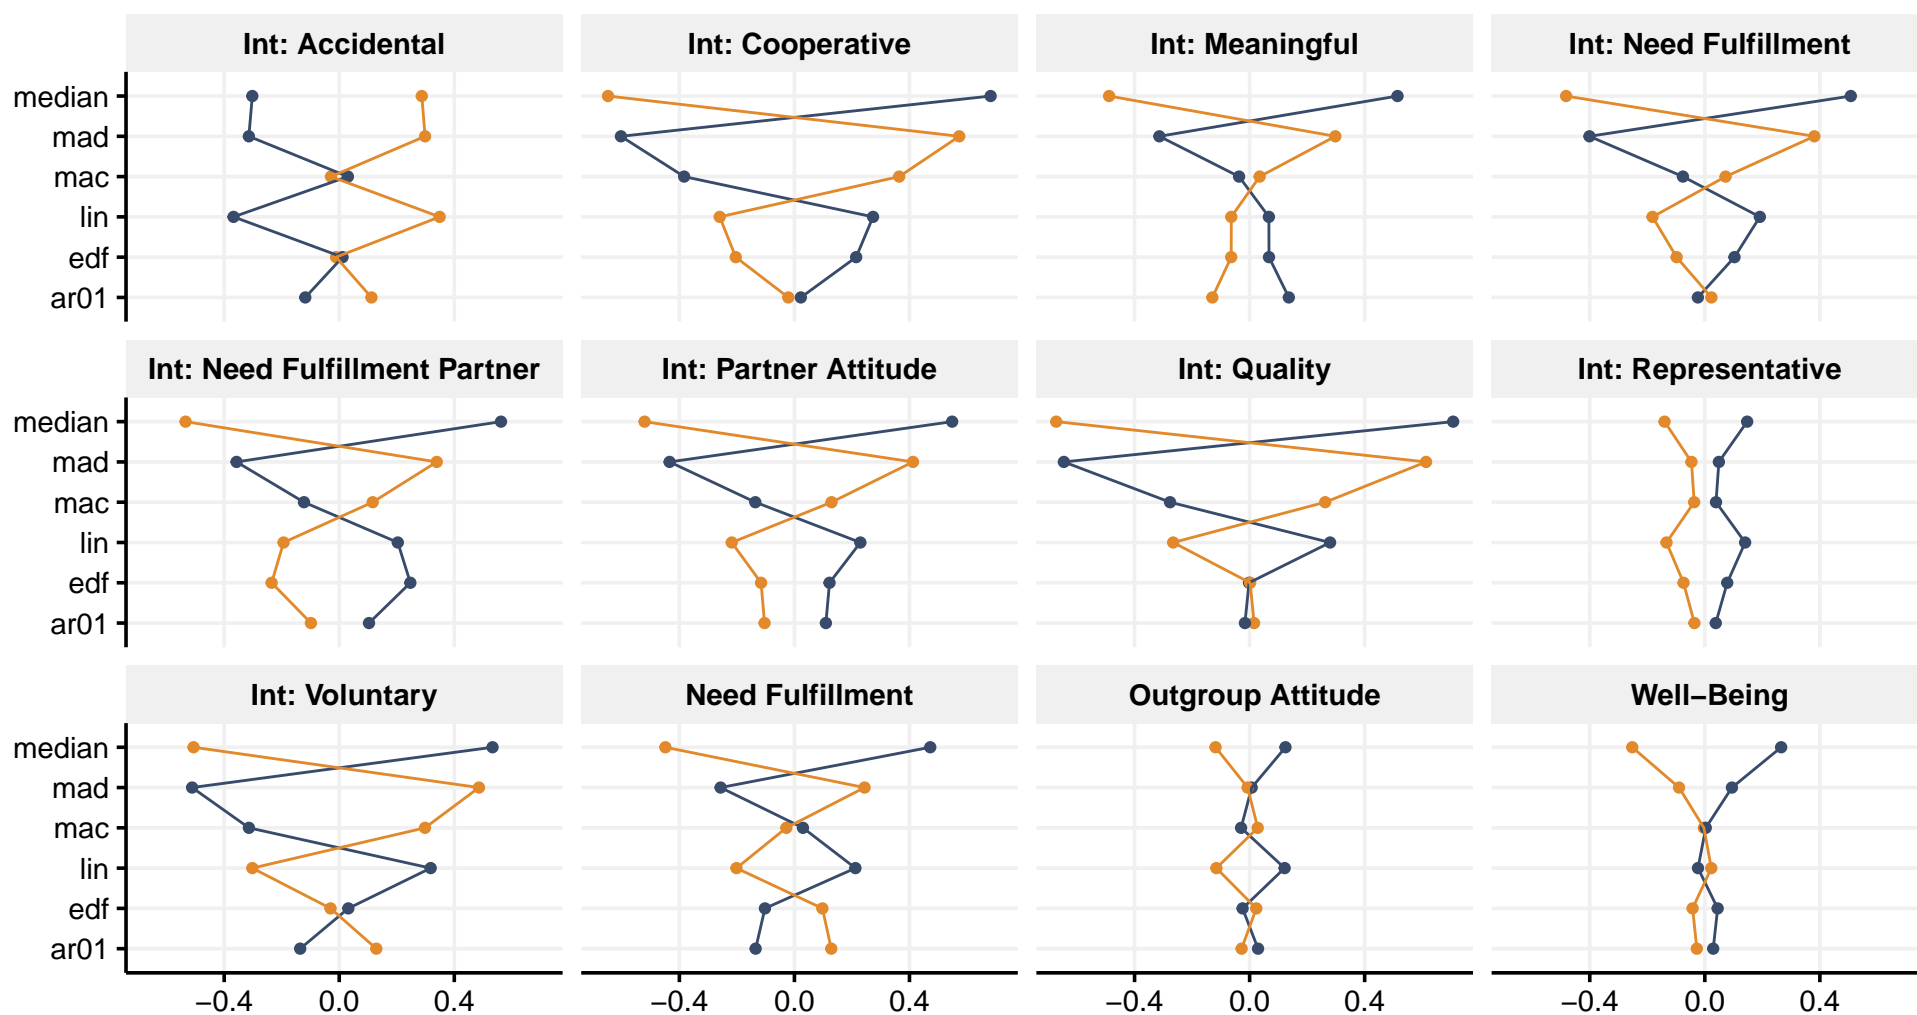 Int: Accidental
Int: Cooperative
Int: Meaningful
Int: Need Fulfillment
median
mad
mac
lin
edf
ar01
Int: Need Fulfillment Partner
Int: Partner Attitude
Int: Quality
Int: Representative
median
mad
mac
lin
edf
ar01
Int: Voluntary
Need Fulfillment
Outgroup Attitude
Well−Being
median
mad
mac
lin
edf
ar01
−0.4 0.0 0.4
−0.4 0.0 0.4
−0.4 0.0 0.4
−0.4 0.0 0.4